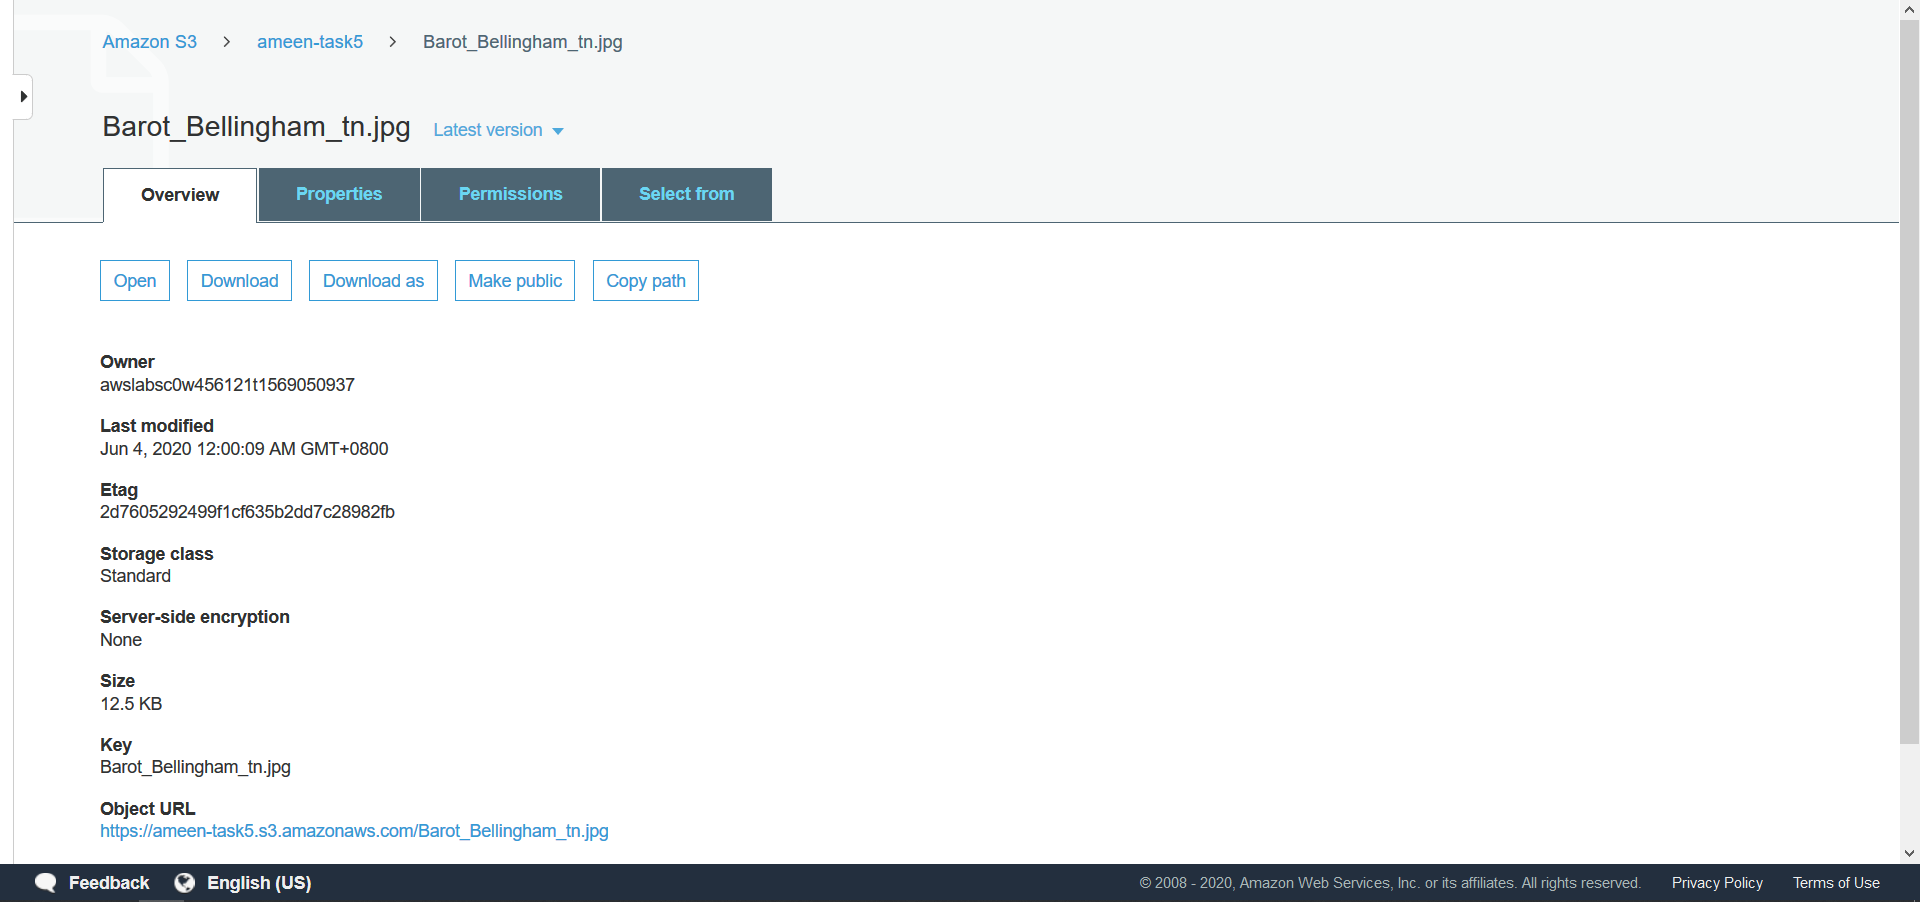 Amazon S3 > ameen-task5 > Barot_Bellingham_tn.jpg
Barot_Bellingham_tn.jpg Latest version
Overview Properties Permissions Select from
Open Download Download as Make public Copy path
Owner
awslabsc0w456121t1569050937
Last modified
Jun 4, 2020 12:00:09 AM GMT+0800
Etag
2d7605292499f1cf635b2dd7c28982fb
Storage class
Standard
Server-side encryption
None
Size
12.5 KB
Key
Barot_Bellingham_tn.jpg
Object URL
https://ameen-task5.s3.amazonaws.com/Barot_Bellingham_tn.jpg
Feedback English (US) © 2008 - 2020, Amazon Web Services, Inc. or its affiliates. All rights reserved. Privacy Policy Terms of Use